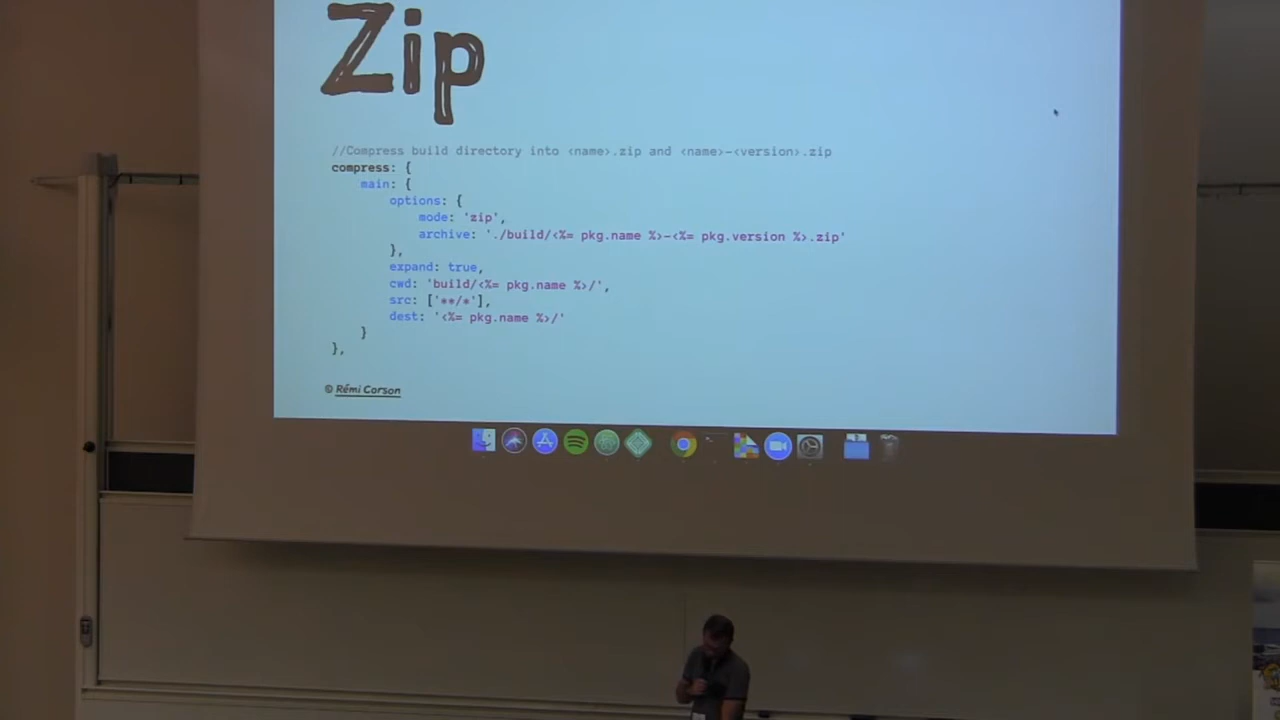 Zip
//Compress build directory into <name>.zip and <name>-<version>.zip
compress: {
main: {
options: {
mode: 'zip',
archive: './build/<%= pkg.name %>-<%= pkg.version %>.zip'
},
expand: true,
cwd: 'build/<%= pkg.name %>/',
src: ['**/*'],
dest: '<%= pkg.name %>/'
}
},
© Rémi Corson